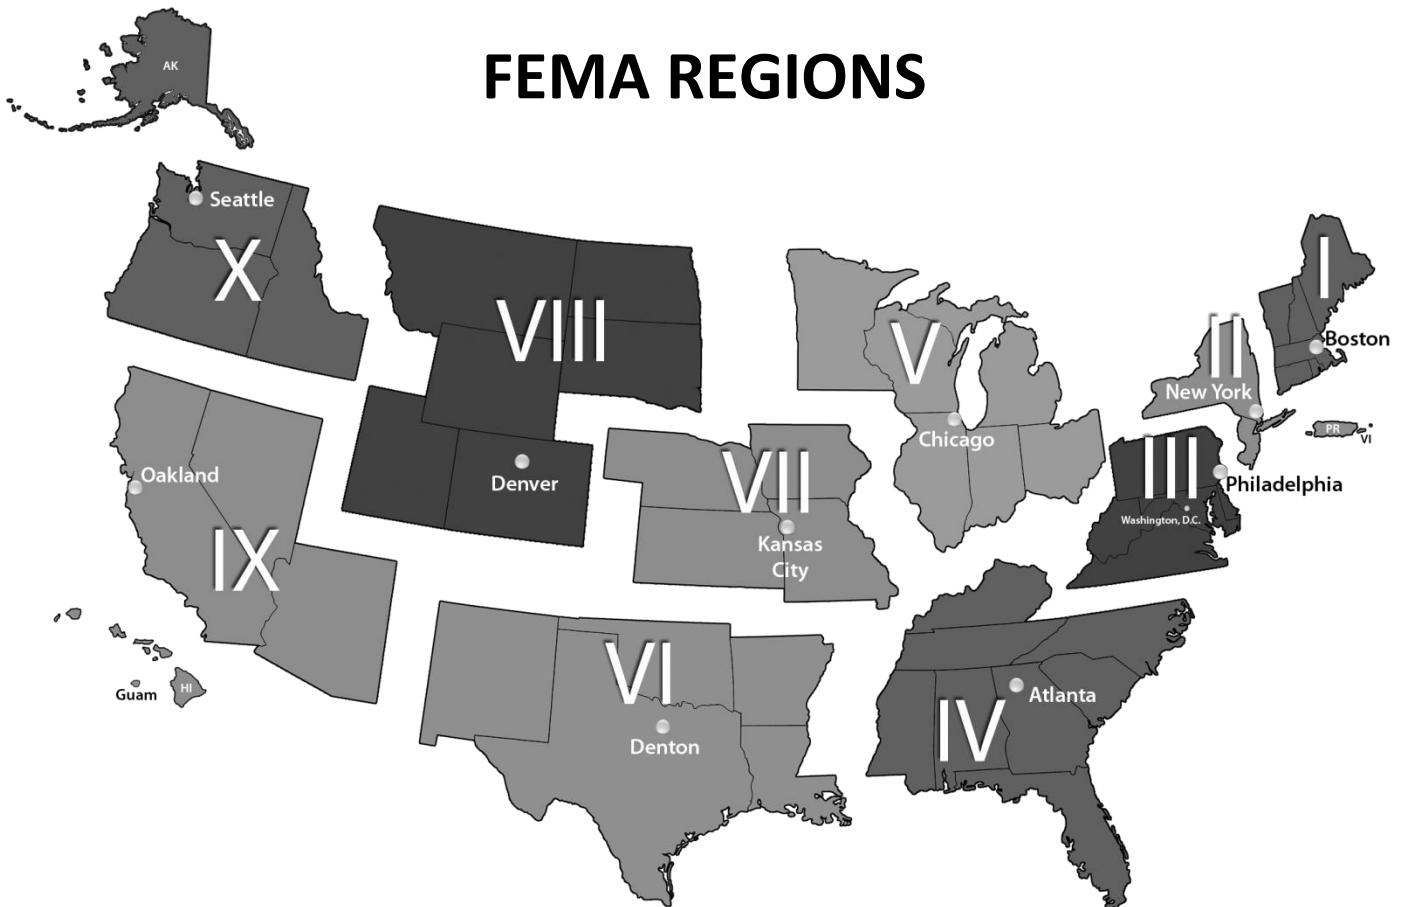 FEMA REGIONS
AK
Seattle
X
VIII
I
Boston
II
New York
PR
VI
V
Chicago
III
Philadelphia
Washington, D.C.
Oakland
IX
Denver
VII
Kansas
City
Guam
HI
VI
Denton
IV
Atlanta